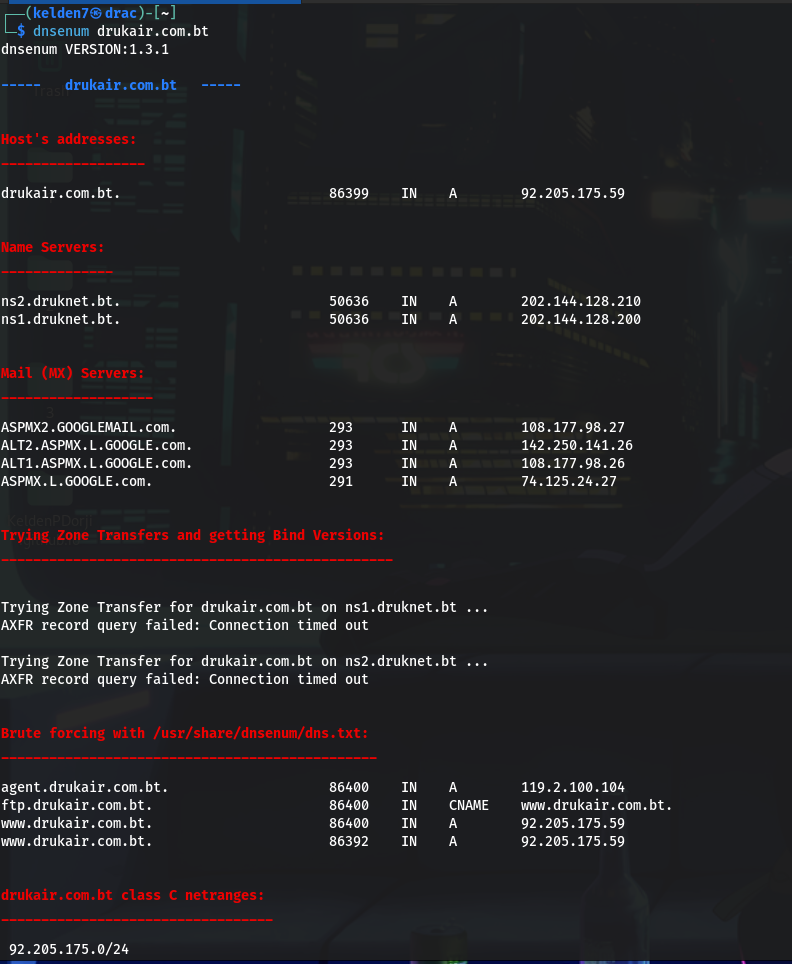 (kelden7㉿drac)-[~]
$ dnsenum drukair.com.bt
dnsenum VERSION:1.3.1
----- drukair.com.bt -----
Host's addresses:
__________________
drukair.com.bt. 86399 IN A 92.205.175.59
Name Servers:
______________
ns2.druknet.bt. 50636 IN A 202.144.128.210
ns1.druknet.bt. 50636 IN A 202.144.128.200
Mail (MX) Servers:
___________________
ASPMX2.GOOGLEMAIL.com. 293 IN A 108.177.98.27
ALT2.ASPMX.L.GOOGLE.com. 293 IN A 142.250.141.26
ALT1.ASPMX.L.GOOGLE.com. 293 IN A 108.177.98.26
ASPMX.L.GOOGLE.com. 291 IN A 74.125.24.27
Trying Zone Transfers and getting Bind Versions:
_________________________________________________
Trying Zone Transfer for drukair.com.bt on ns1.druknet.bt ...
AXFR record query failed: Connection timed out
Trying Zone Transfer for drukair.com.bt on ns2.druknet.bt ...
AXFR record query failed: Connection timed out
Brute forcing with /usr/share/dnsenum/dns.txt:
_______________________________________________
agent.drukair.com.bt. 86400 IN A 119.2.100.104
ftp.drukair.com.bt. 86400 IN CNAME www.drukair.com.bt.
www.drukair.com.bt. 86400 IN A 92.205.175.59
www.drukair.com.bt. 86392 IN A 92.205.175.59
drukair.com.bt class C netranges:
__________________________________
92.205.175.0/24